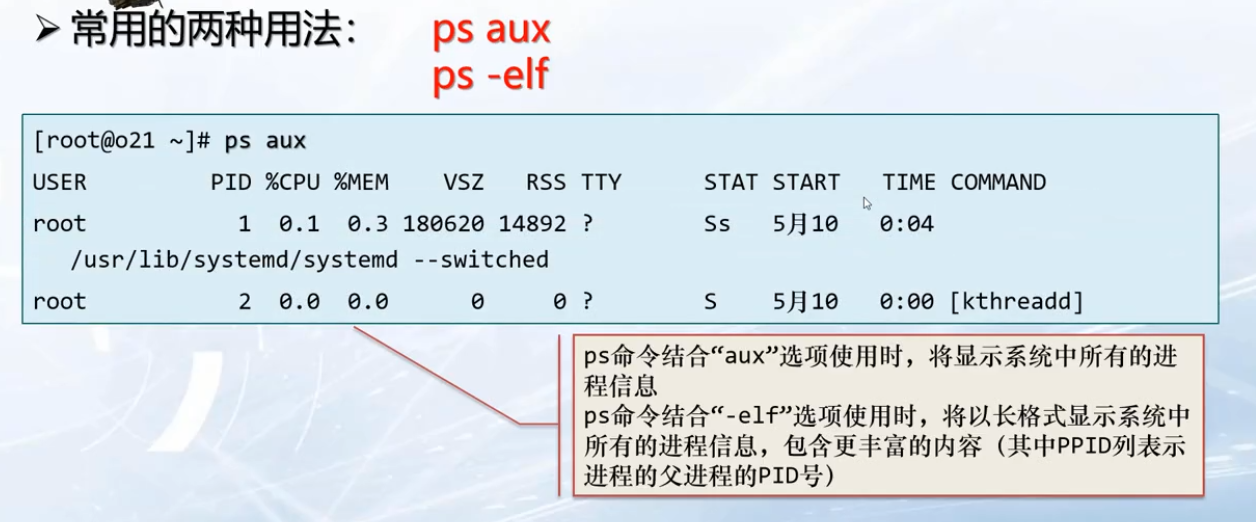 ➢ 常用的两种用法： ps aux
ps -elf
[root@o21 ~]# ps aux
USER PID %CPU %MEM VSZ RSS TTY STAT START TIME COMMAND
root 1 0.1 0.3 180620 14892 ? Ss 5月10 0:04
/usr/lib/systemd/systemd --switched
root 2 0.0 0.0 0 0 ? S 5月10 0:00 [kthreadd]
ps命令结合“aux”选项使用时，将显示系统中所有的进
程信息
ps命令结合“-elf”选项使用时，将以长格式显示系统中
所有的进程信息，包含更丰富的内容（其中PPID列表示
进程的父进程的PID号）